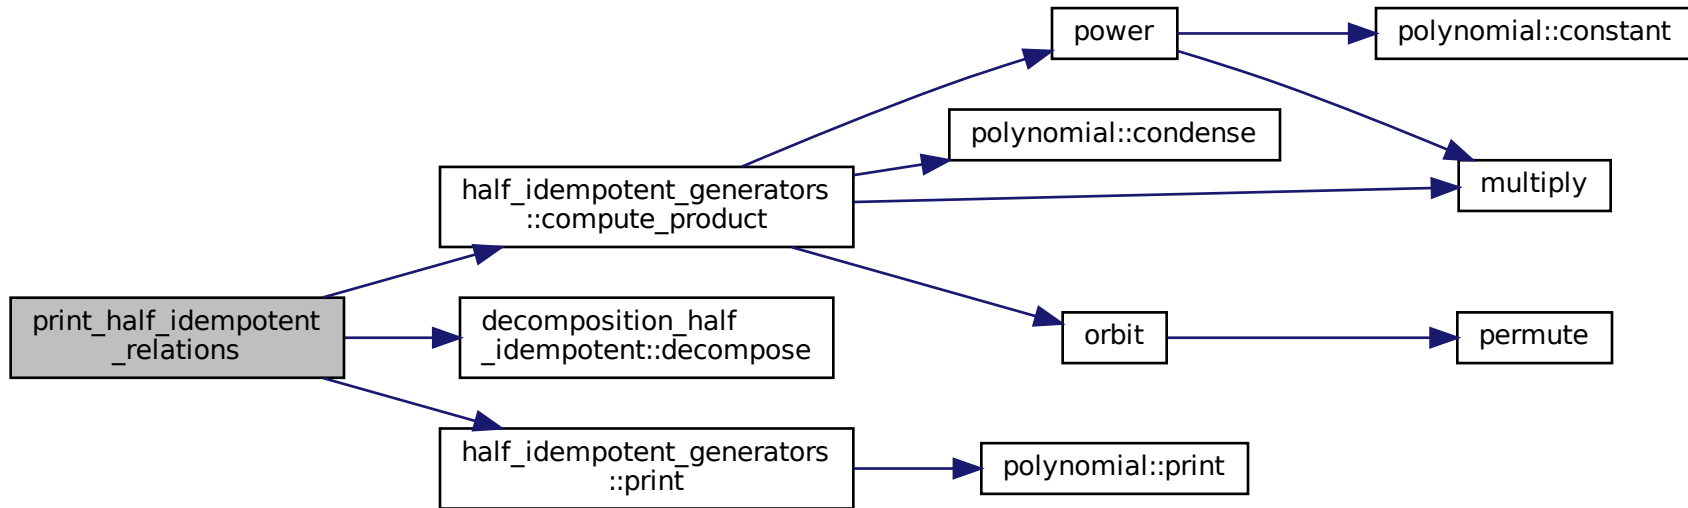 print_half_idempotent
_relations
half_idempotent_generators
::compute_product
decomposition_half
_idempotent::decompose
half_idempotent_generators
::print
power
polynomial::condense
orbit
polynomial::print
polynomial::constant
multiply
permute